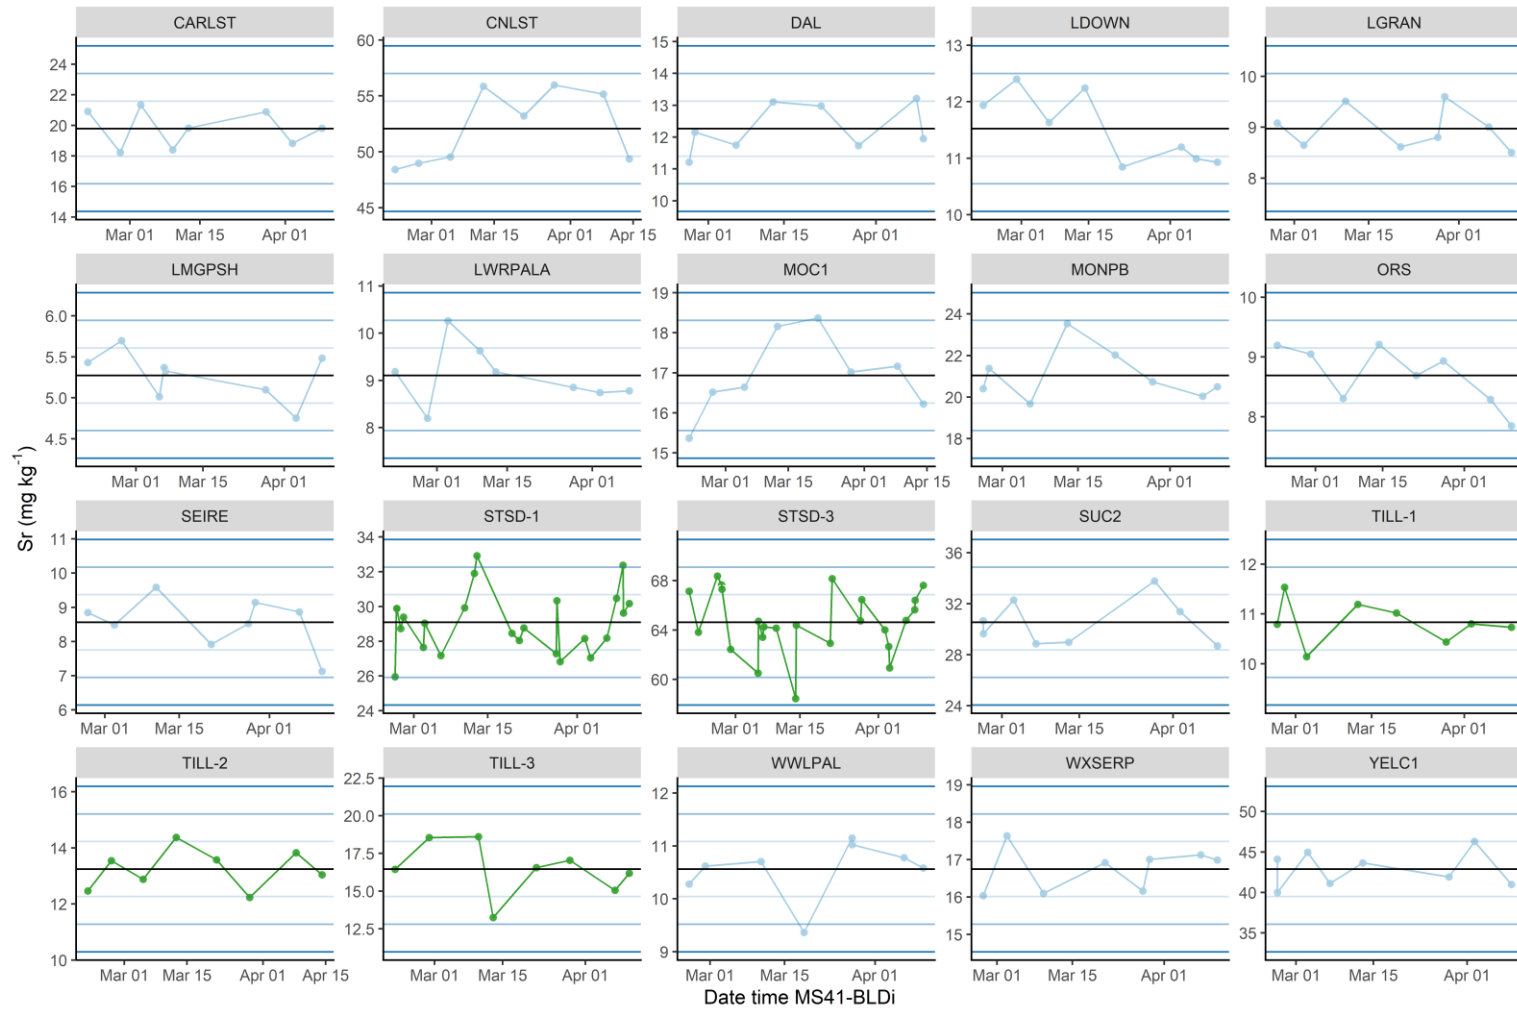 CARLST CNLST DAL LDOWN LGRAN
24 22 20 18 16 14
60 55 50 45
15 14 13 12 11 10
13 12 11 10
10 9 8
Mar 01 Mar 15 Apr 01
Mar 01 Mar 15 Apr 01 Apr 15
Mar 01 Mar 15 Apr 01
Mar 01 Mar 15 Apr 01
Mar 01 Mar 15 Apr 01
LMGPSH LWRPALA MOC1 MONPB ORS
6.0 5.5 5.0 4.5
11 10 9 8
19 18 17 16 15
24 22 20 18
10 9 8
Mar 01 Mar 15 Apr 01
Mar 01 Mar 15 Apr 01
Mar 01 Mar 15 Apr 01 Apr 15
Mar 01 Mar 15 Apr 01
Mar 01 Mar 15 Apr 01
Sr (mg kg⁻¹)
SEIRE STSD-1 STSD-3 SUC2 TILL-1
11 10 9 8 7 6
34 32 30 28 26 24
68 64 60
36 32 28 24
12 11 10
Mar 01 Mar 15 Apr 01
Mar 01 Mar 15 Apr 01
Mar 01 Mar 15 Apr 01
Mar 01 Mar 15 Apr 01
Mar 01 Mar 15 Apr 01
TILL-2 TILL-3 WWLPAL WXSERP YELC1
16 14 12 10
22.5 20.0 17.5 15.0 12.5
12 11 10 9
19 18 17 16 15
50 45 40 35
Mar 01 Mar 15 Apr 01 Apr 15
Mar 01 Mar 15 Apr 01
Mar 01 Mar 15 Apr 01
Mar 01 Mar 15 Apr 01
Mar 01 Mar 15 Apr 01
Date time MS41-BLDi